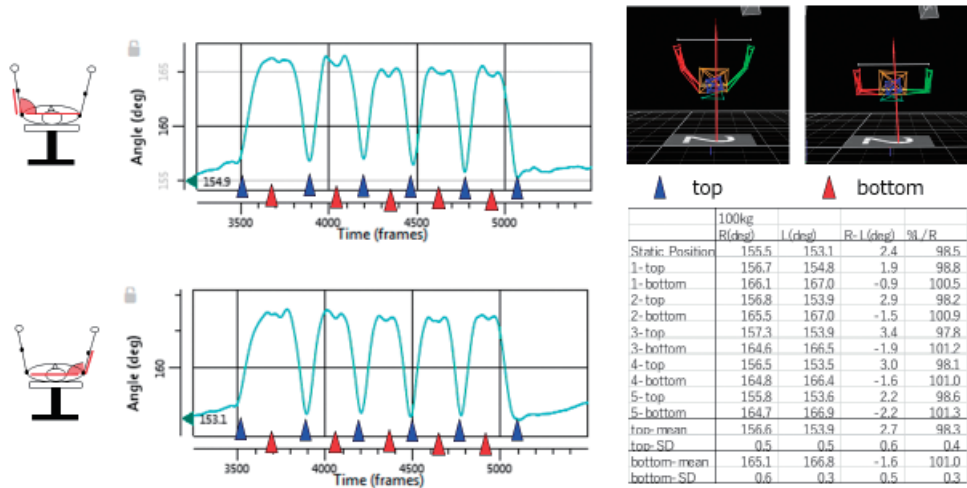 Angle (deg)
165
160
155
154.9
3500 4000 4500 5000
Time (frames)
Angle (deg)
160
153.1
3500 4000 4500 5000
Time (frames)
2
2
top bottom
100kg
R(deg) L(deg) R-L(deg) %L/R
Static Position 155.5 153.1 2.4 98.5
1-top 156.7 154.8 1.9 98.8
1-bottom 166.1 167.0 -0.9 100.5
2-top 156.8 153.9 2.9 98.2
2-bottom 165.5 167.0 -1.5 100.9
3-top 157.3 153.9 3.4 97.8
3-bottom 164.6 166.5 -1.9 101.2
4-top 156.5 153.5 3.0 98.1
4-bottom 164.8 166.4 -1.6 101.0
5-top 155.8 153.6 2.2 98.6
5-bottom 164.7 166.9 -2.2 101.3
top-mean 156.6 153.9 2.7 98.3
top-SD 0.5 0.5 0.6 0.4
bottom-mean 165.1 166.8 -1.6 101.0
bottom-SD 0.6 0.3 0.5 0.3